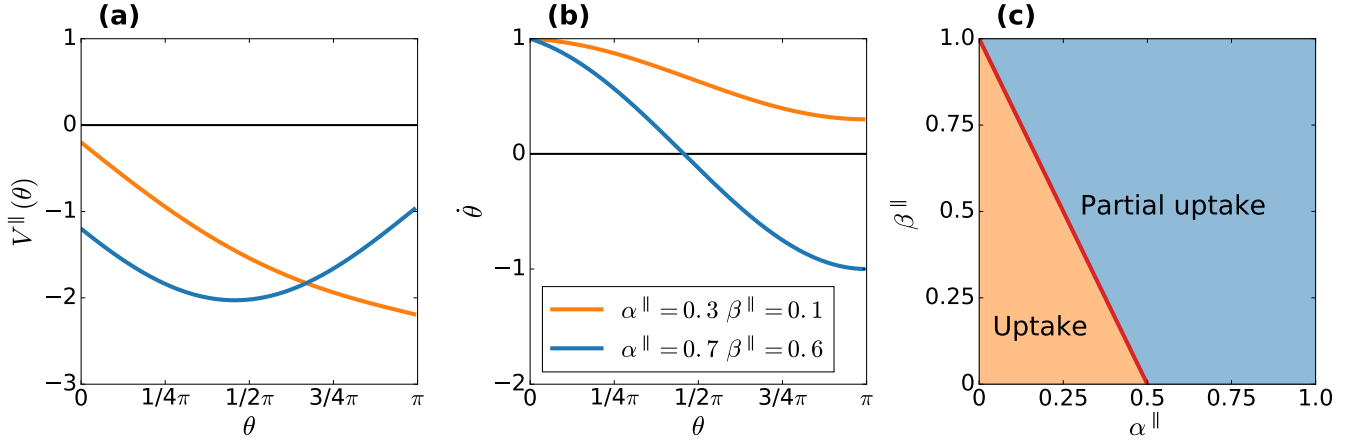 (a)
1
0
−1
−2
−3
V∥(θ)
0
1/4π
1/2π
3/4π
π
θ
(b)
1
0
−1
−2
θ̇
α∥ = 0.3 β∥ = 0.1
α∥ = 0.7 β∥ = 0.6
0
1/4π
1/2π
3/4π
π
θ
(c)
1.0
0.75
0.5
0.25
0
β∥
Partial uptake
Uptake
0
0.25
0.5
0.75
1.0
α∥